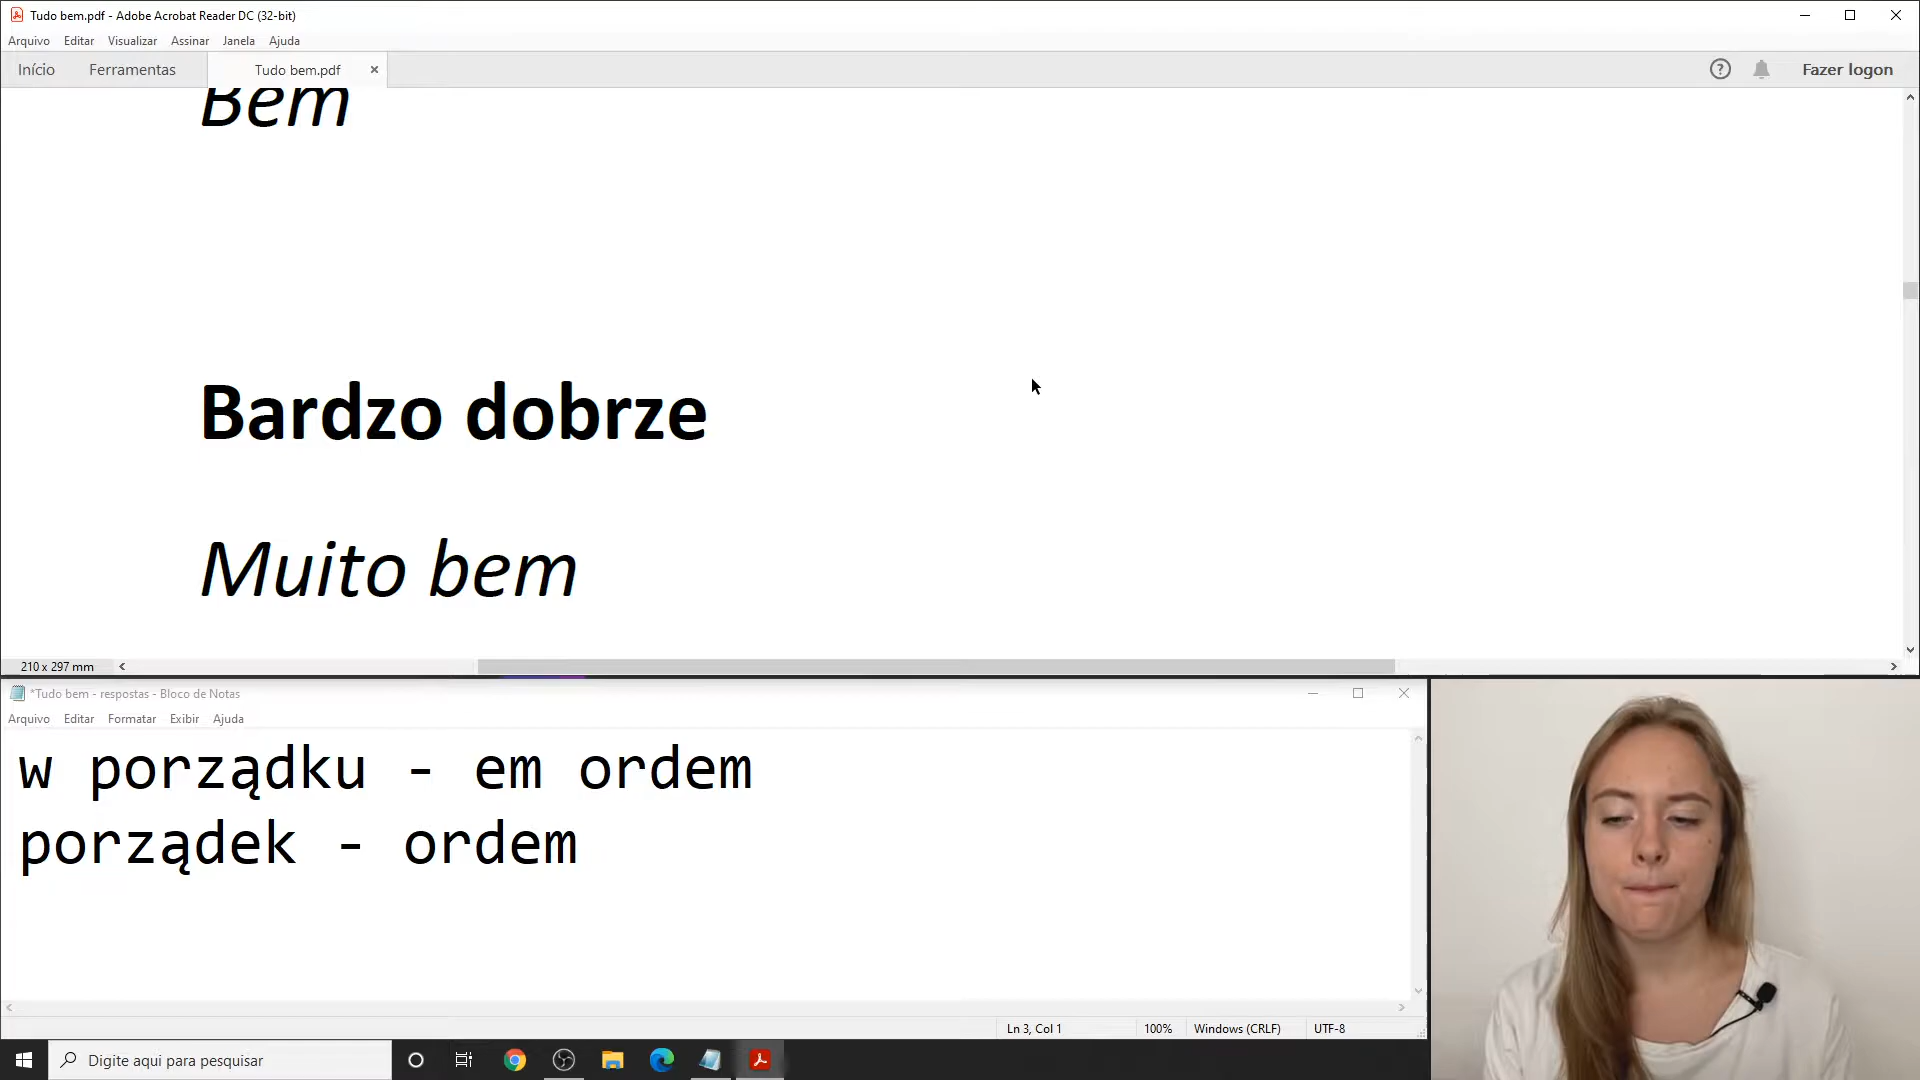 Tudo bem.pdf - Adobe Acrobat Reader DC (32-bit)
Arquivo Editar Visualizar Assinar Janela Ajuda
Início Ferramentas Tudo bem.pdf Fazer logon
Bem
Bardzo dobrze
Muito bem
210 x 297 mm
*Tudo bem - respostas - Bloco de Notas
Arquivo Editar Formatar Exibir Ajuda
w porządku - em ordem
porządek - ordem
Ln 3, Col 1 100% Windows (CRLF) UTF-8
Digite aqui para pesquisar